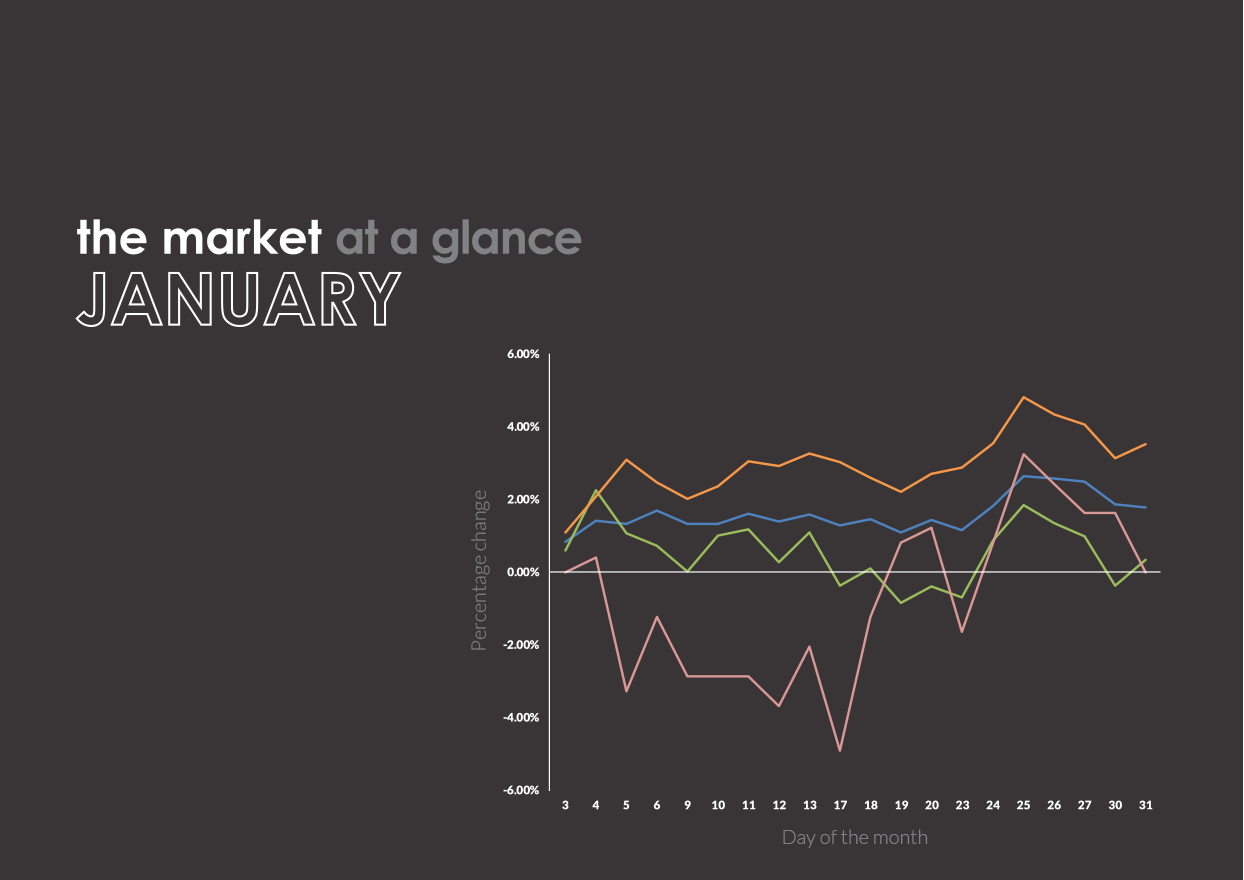 the market at a glance
JANUARY
6.00%
4.00%
2.00%
0.00%
-2.00%
-4.00%
-6.00%
Percentage change
3 4 5 6 9 10 11 12 13 17 18 19 20 23 24 25 26 27 30 31
Day of the month